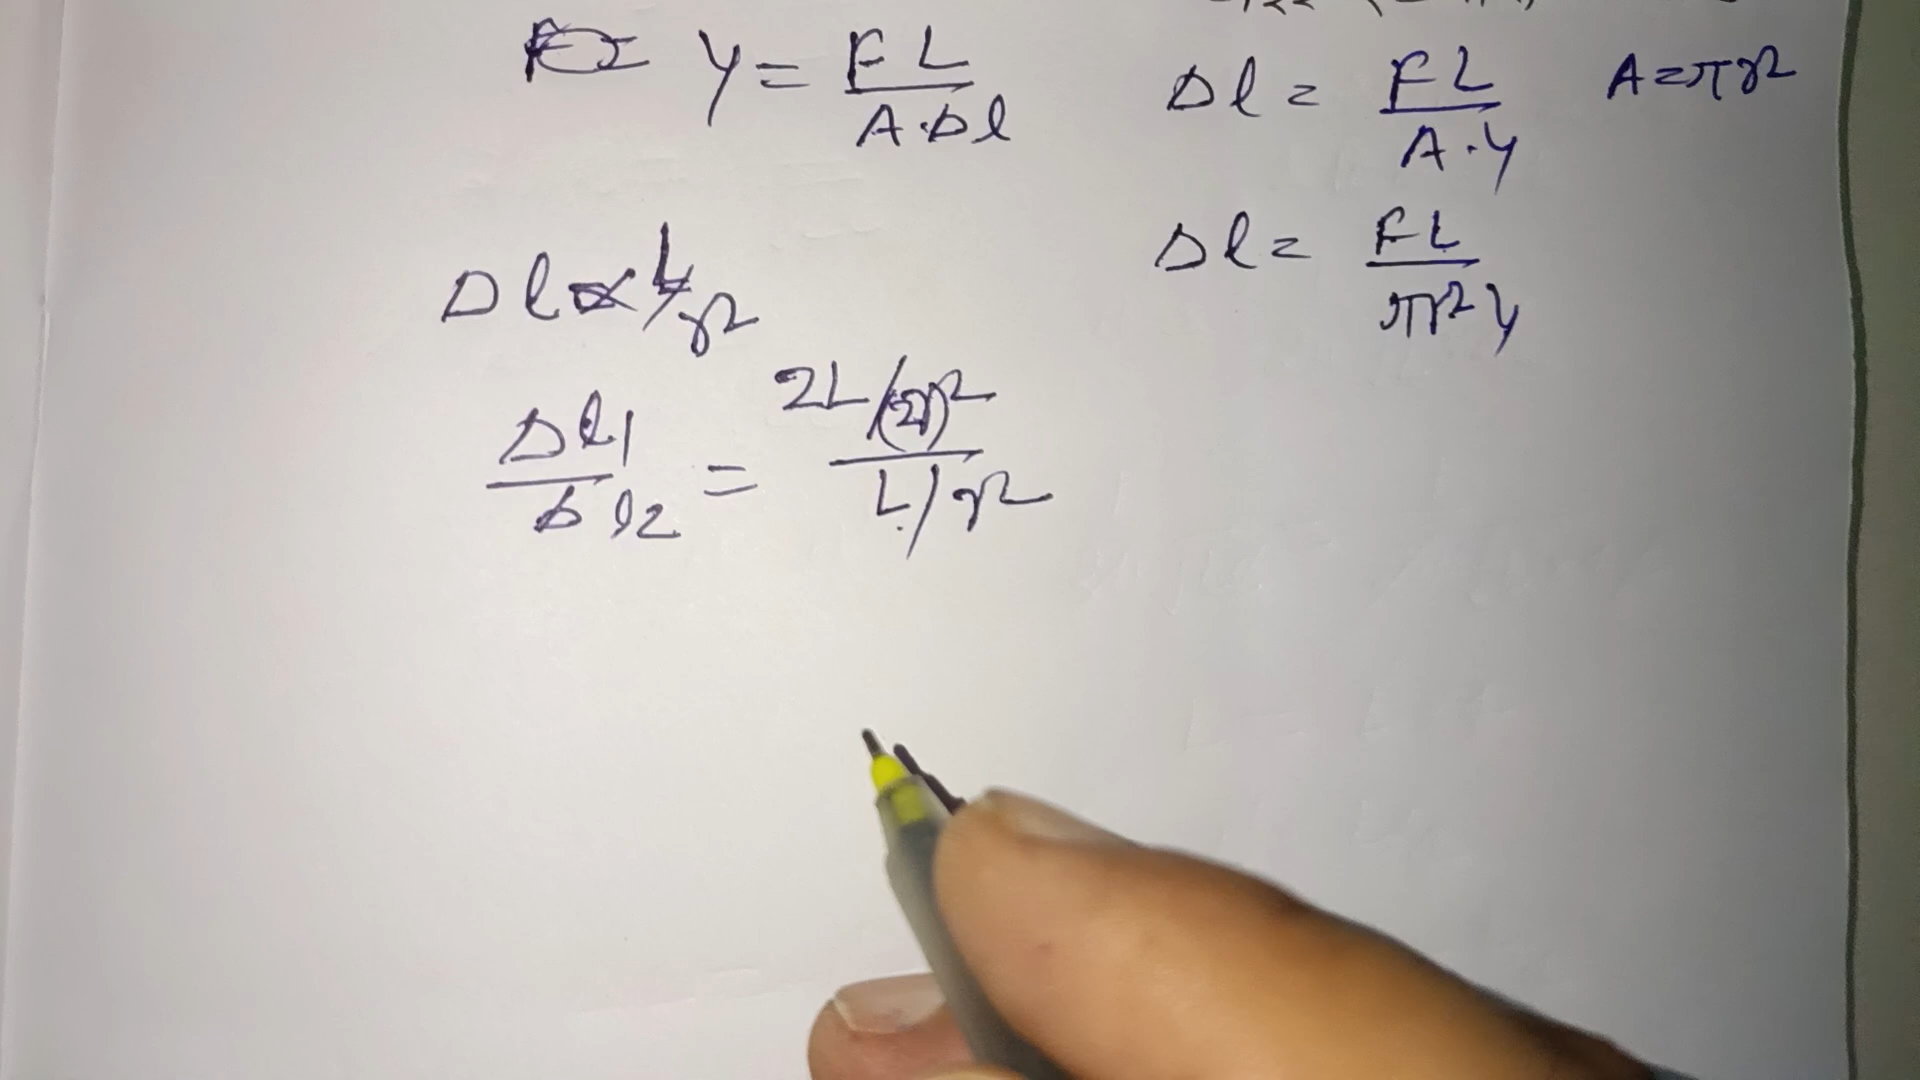 Y = FL / A.Δl
Δl = FL / A.Y A=πr²
Δl = FL / πr²Y
Δl ∝ L/r²
Δl1 / Δl2 = 2L/(2r)² / L/r²